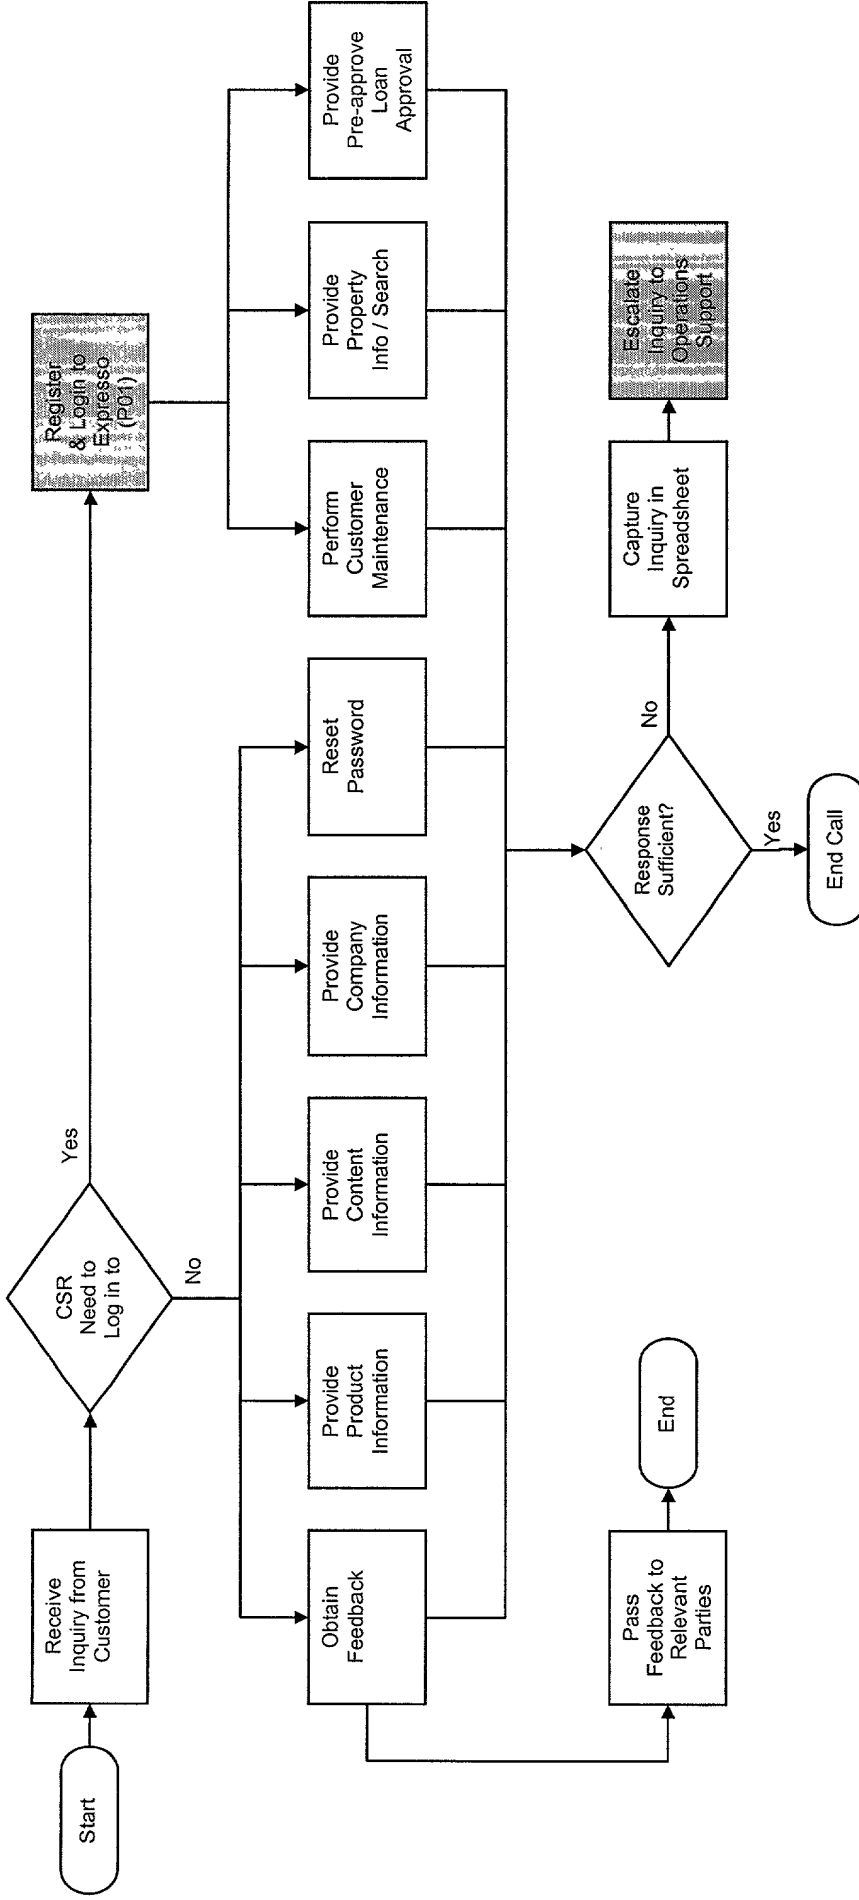 Start
Receive
Inquiry from
Customer
CSR
Need to
Log in to
Yes
No
Register
& Login to
Expresso
(P01)
Obtain
Feedback
Provide
Product
Information
Provide
Content
Information
Provide
Company
Information
Reset
Password
Perform
Customer
Maintenance
Provide
Property
Info / Search
Provide
Pre-approve
Loan
Approval
Pass
Feedback to
Relevant
Parties
End
Response
Sufficient?
No
Yes
Capture
Inquiry in
Spreadsheet
Escalate
Inquiry to
Operations
Support
End Call